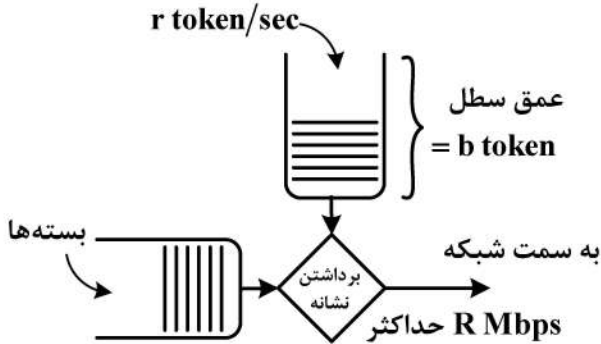 r token/sec
عمق سطل
= b token
بسته‌ها
برداشتن
نشانه
به سمت شبکه
حداکثر R Mbps